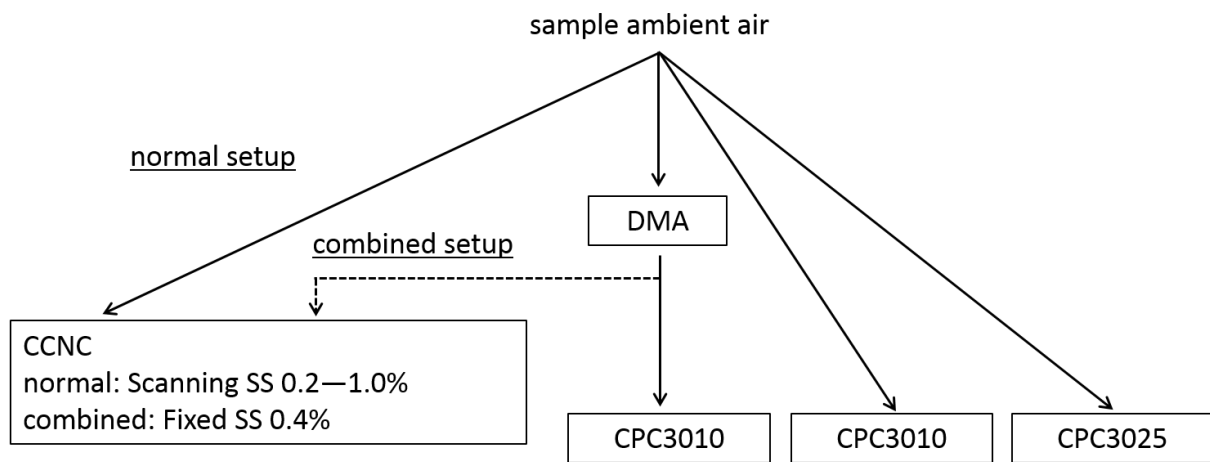 sample ambient air
normal setup
DMA
combined setup
CCNC
normal: Scanning SS 0.2—1.0%
combined: Fixed SS 0.4%
CPC3010
CPC3010
CPC3025